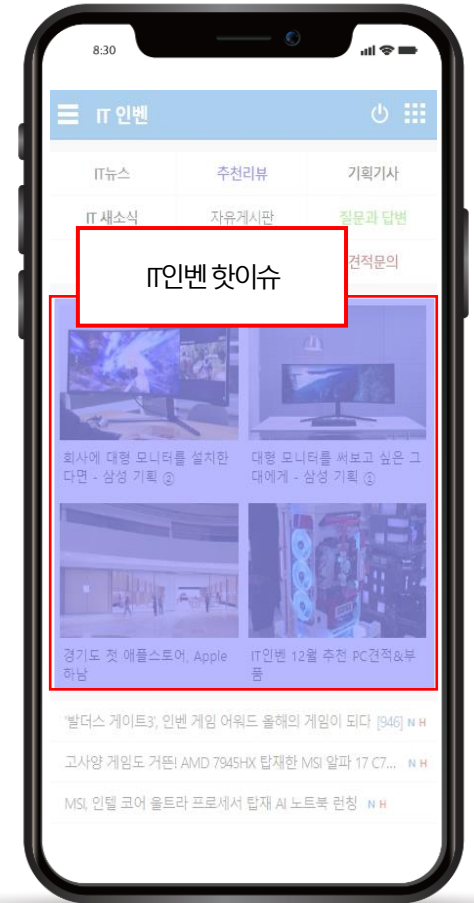 8:30
IT 인벤
IT뉴스 추천리뷰 기획기사
IT 새소식 자유게시판 질문과 답변
견적문의
IT인벤 핫이슈
회사에 대형 모니터를 설치한
다면 - 삼성 기획 ②
대형 모니터를 써보고 싶은 그
대에게 - 삼성 기획 ①
경기도 첫 애플스토어, Apple
하남
IT인벤 12월 추천 PC견적&부
품
'발더스 게이트3', 인벤 게임 어워드 올해의 게임이 되다 [946] N H
고사양 게임도 거뜬! AMD 7945HX 탑재한 MSI 알파 17 C7... N H
MSI, 인텔 코어 울트라 프로세서 탑재 AI 노트북 런칭 N H